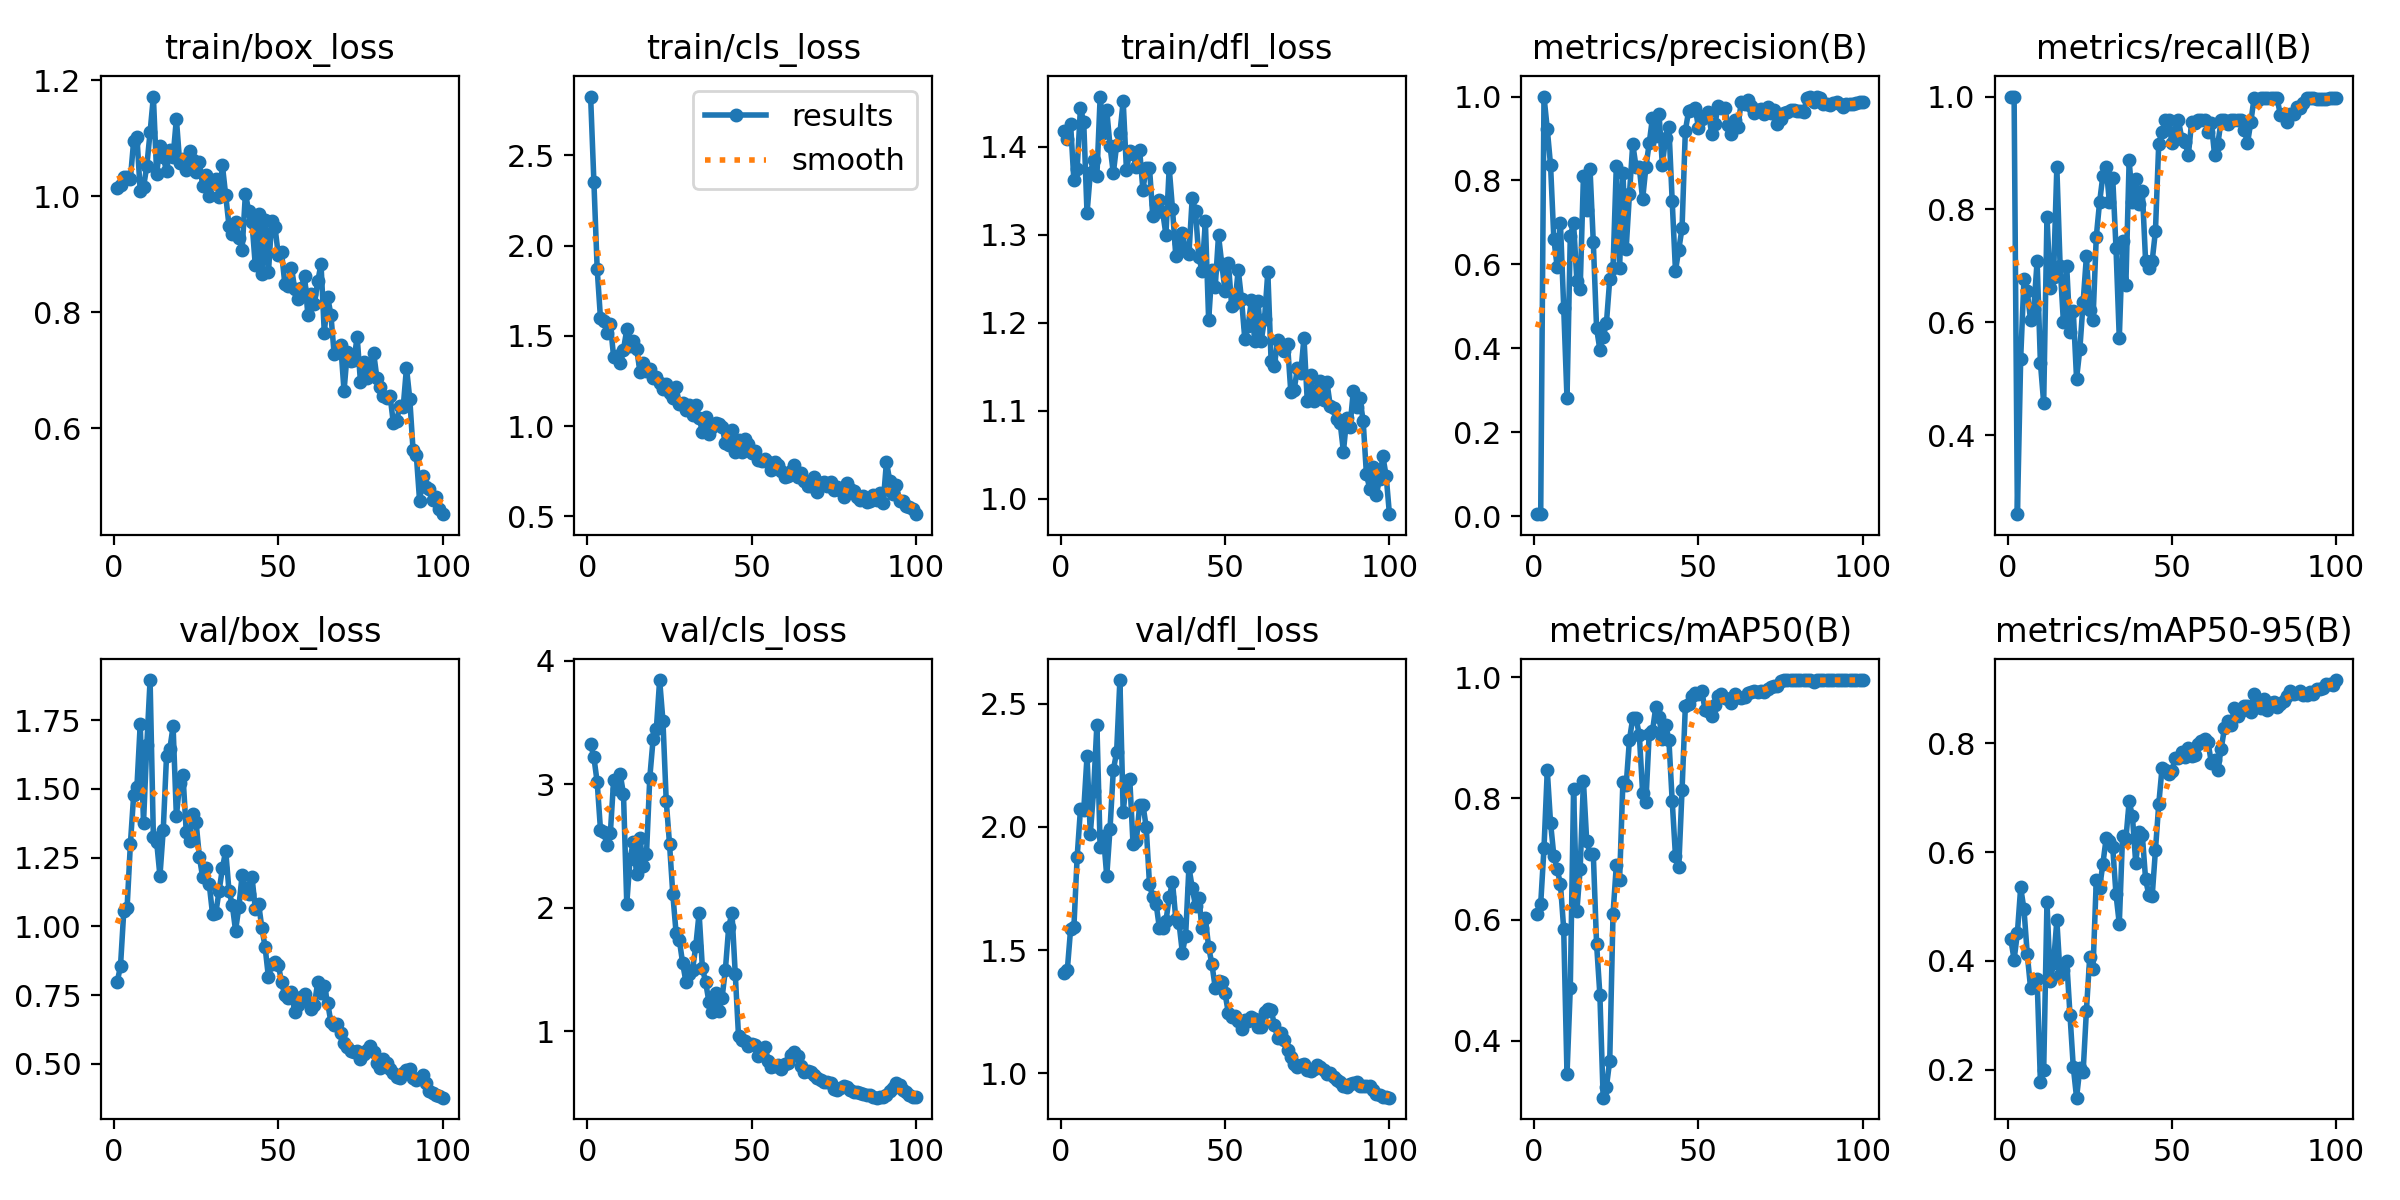 train/box_loss
1.2
1.0
0.8
0.6
0 50 100
train/cls_loss
results
smooth
2.5
2.0
1.5
1.0
0.5
0 50 100
train/dfl_loss
1.4
1.3
1.2
1.1
1.0
0 50 100
metrics/precision(B)
1.0
0.8
0.6
0.4
0.2
0.0
0 50 100
metrics/recall(B)
1.0
0.8
0.6
0.4
0 50 100
val/box_loss
1.75
1.50
1.25
1.00
0.75
0.50
0 50 100
val/cls_loss
4
3
2
1
0 50 100
val/dfl_loss
2.5
2.0
1.5
1.0
0 50 100
metrics/mAP50(B)
1.0
0.8
0.6
0.4
0 50 100
metrics/mAP50-95(B)
0.8
0.6
0.4
0.2
0 50 100